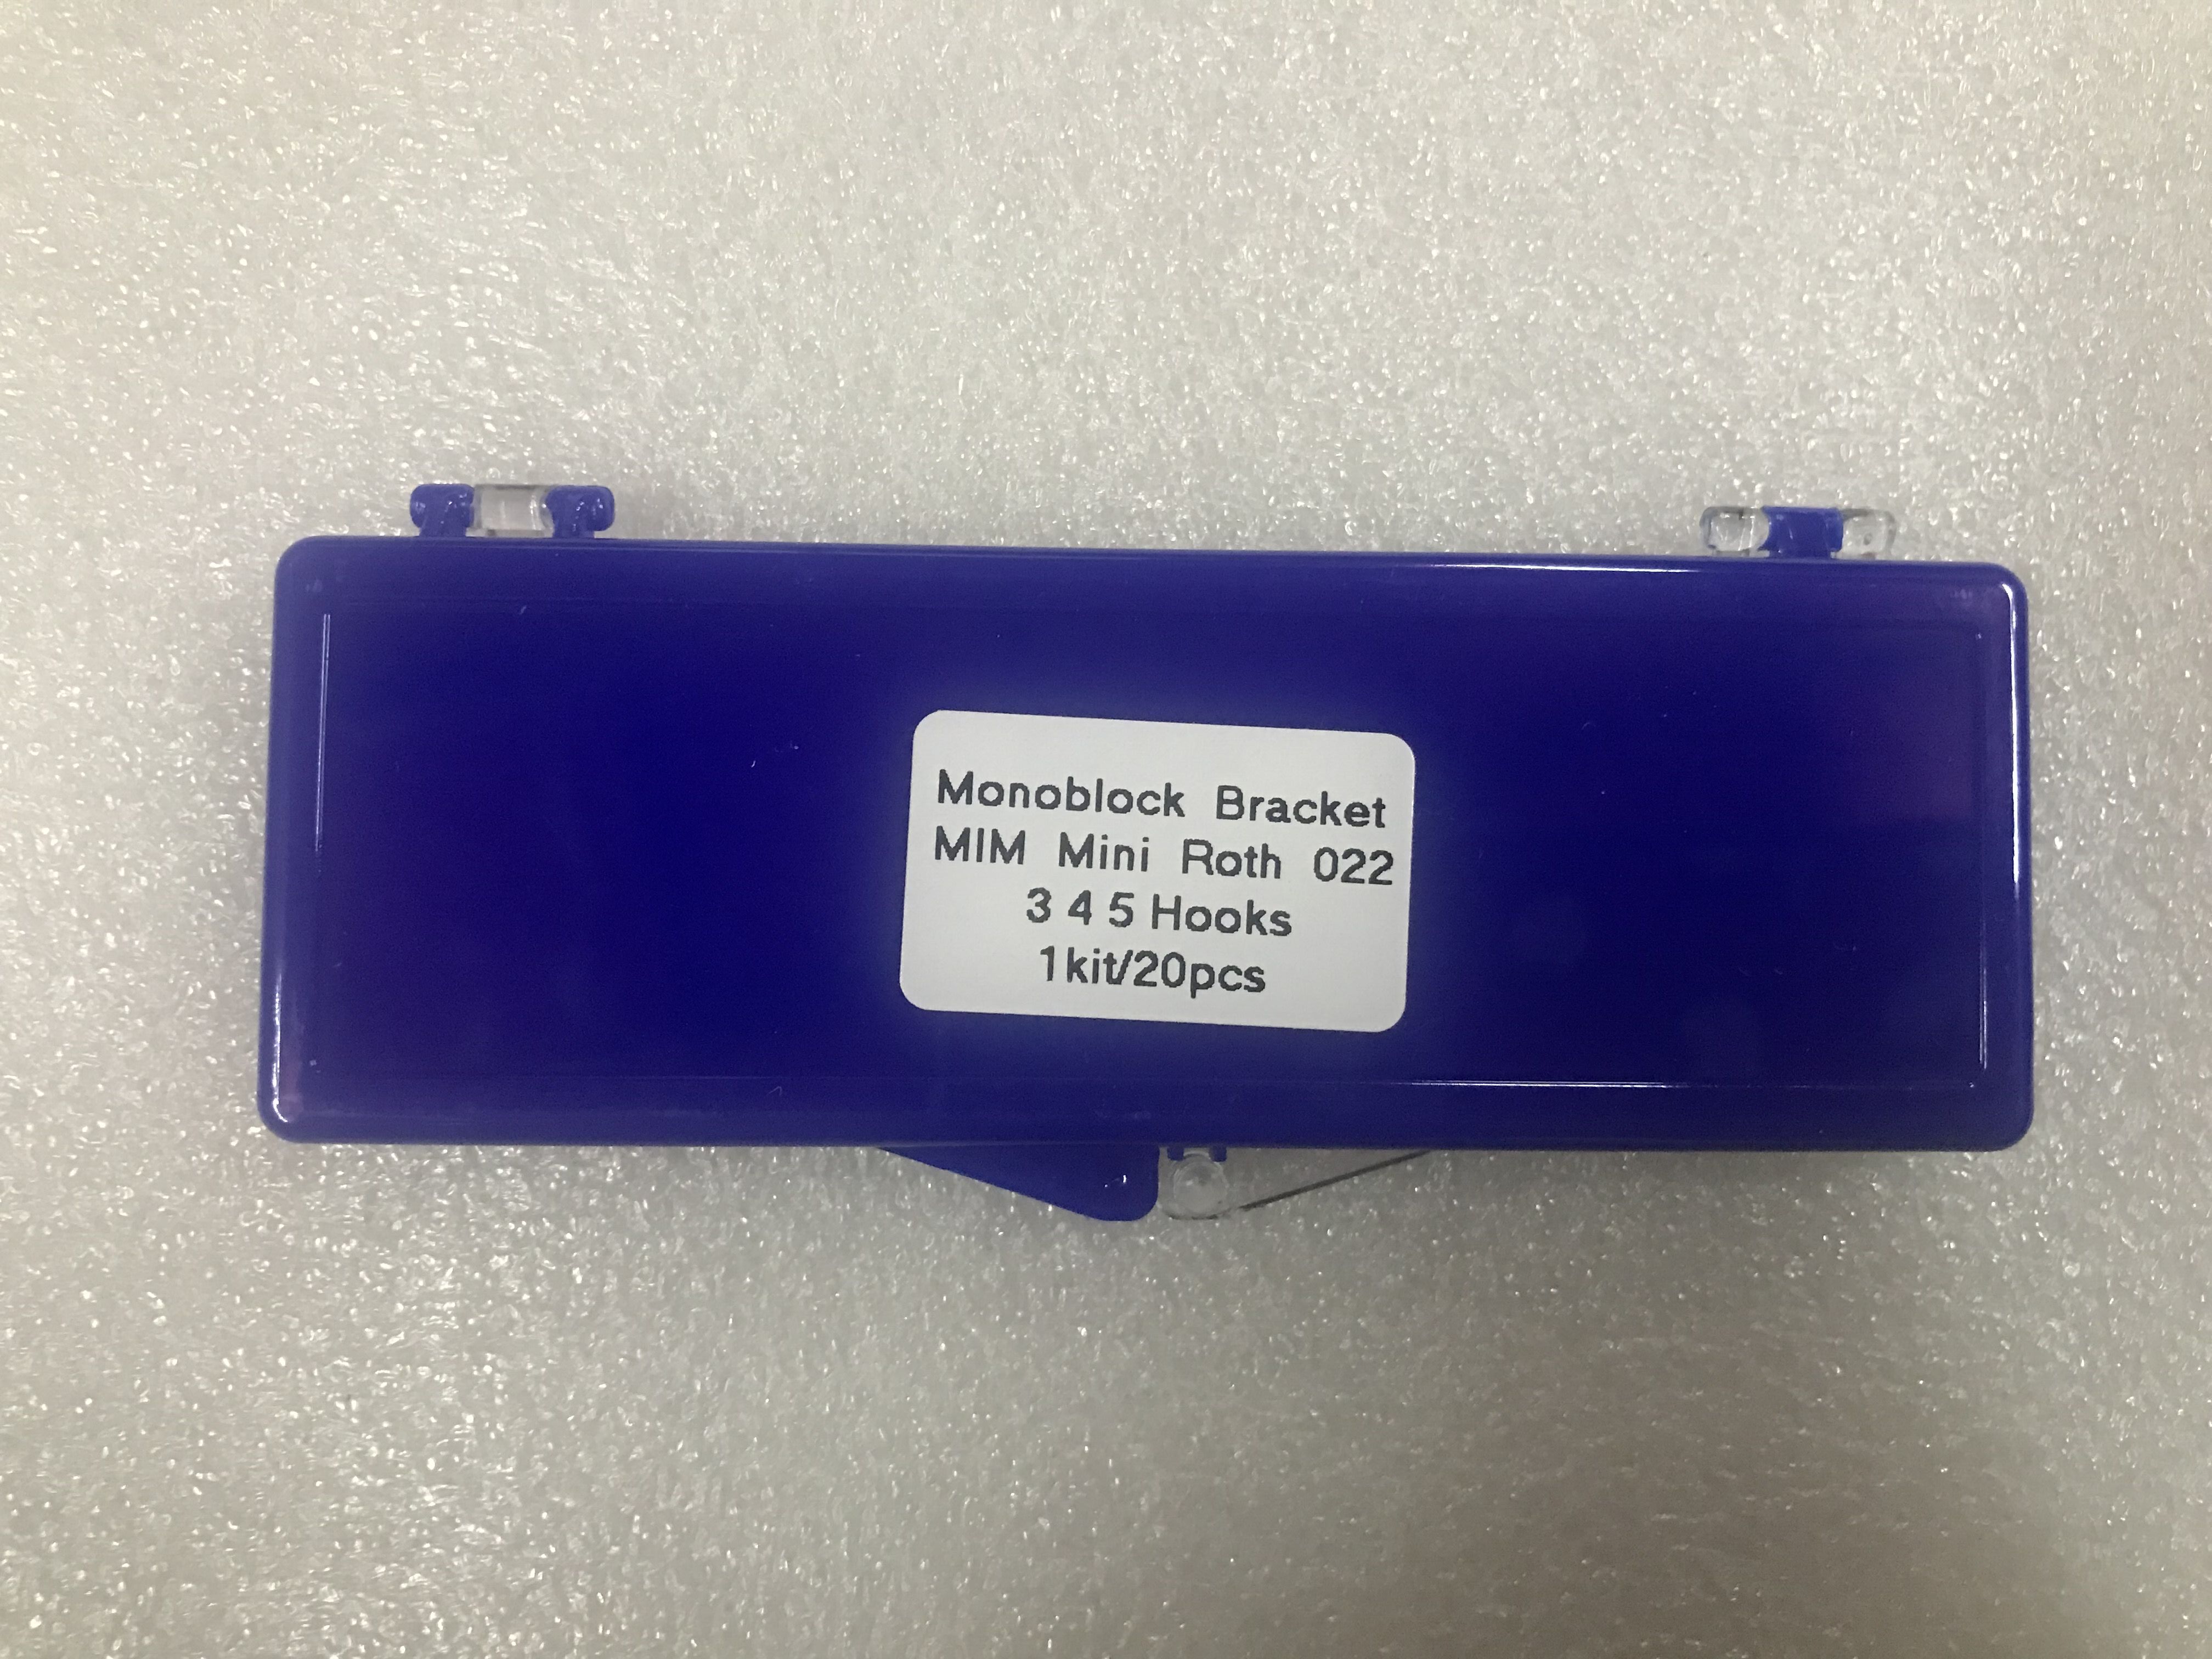 Monoblock Bracket
MIM Mini Roth 022
3 4 5 Hooks
1kit/20pcs